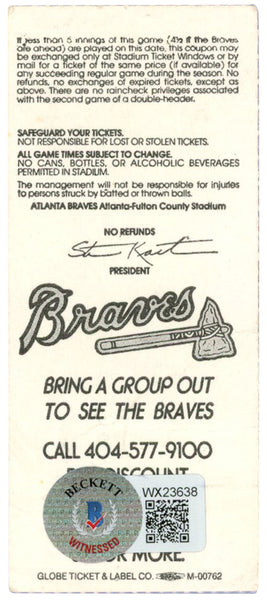 If less than 5 innings of this game (4½ if the Braves
are ahead) are played on this date, this coupon may
be exchanged only at Stadium Ticket Windows or by
mail for a ticket of the same price (if available) for
any succeeding regular game during the season. No
refunds, no exchanges of expired tickets, except as
above. There are no raincheck privileges associated
with the second game of a double-header.
SAFEGUARD YOUR TICKETS.
NOT RESPONSIBLE FOR LOST OR STOLEN TICKETS.
ALL GAME TIMES SUBJECT TO CHANGE.
NO CANS, BOTTLES, OR ALCOHOLIC BEVERAGES
PERMITTED IN STADIUM.
The management will not be responsible for injuries
to persons struck by batted or thrown balls.
ATLANTA BRAVES Atlanta-Fulton County Stadium
NO REFUNDS
PRESIDENT
Braves
BRING A GROUP OUT
TO SEE THE BRAVES
CALL 404-577-9100
DISCOUNT
BECKETT
B
WITNESSED
WX23638
OR MORE.
GLOBE TICKET & LABEL CO. M-00762